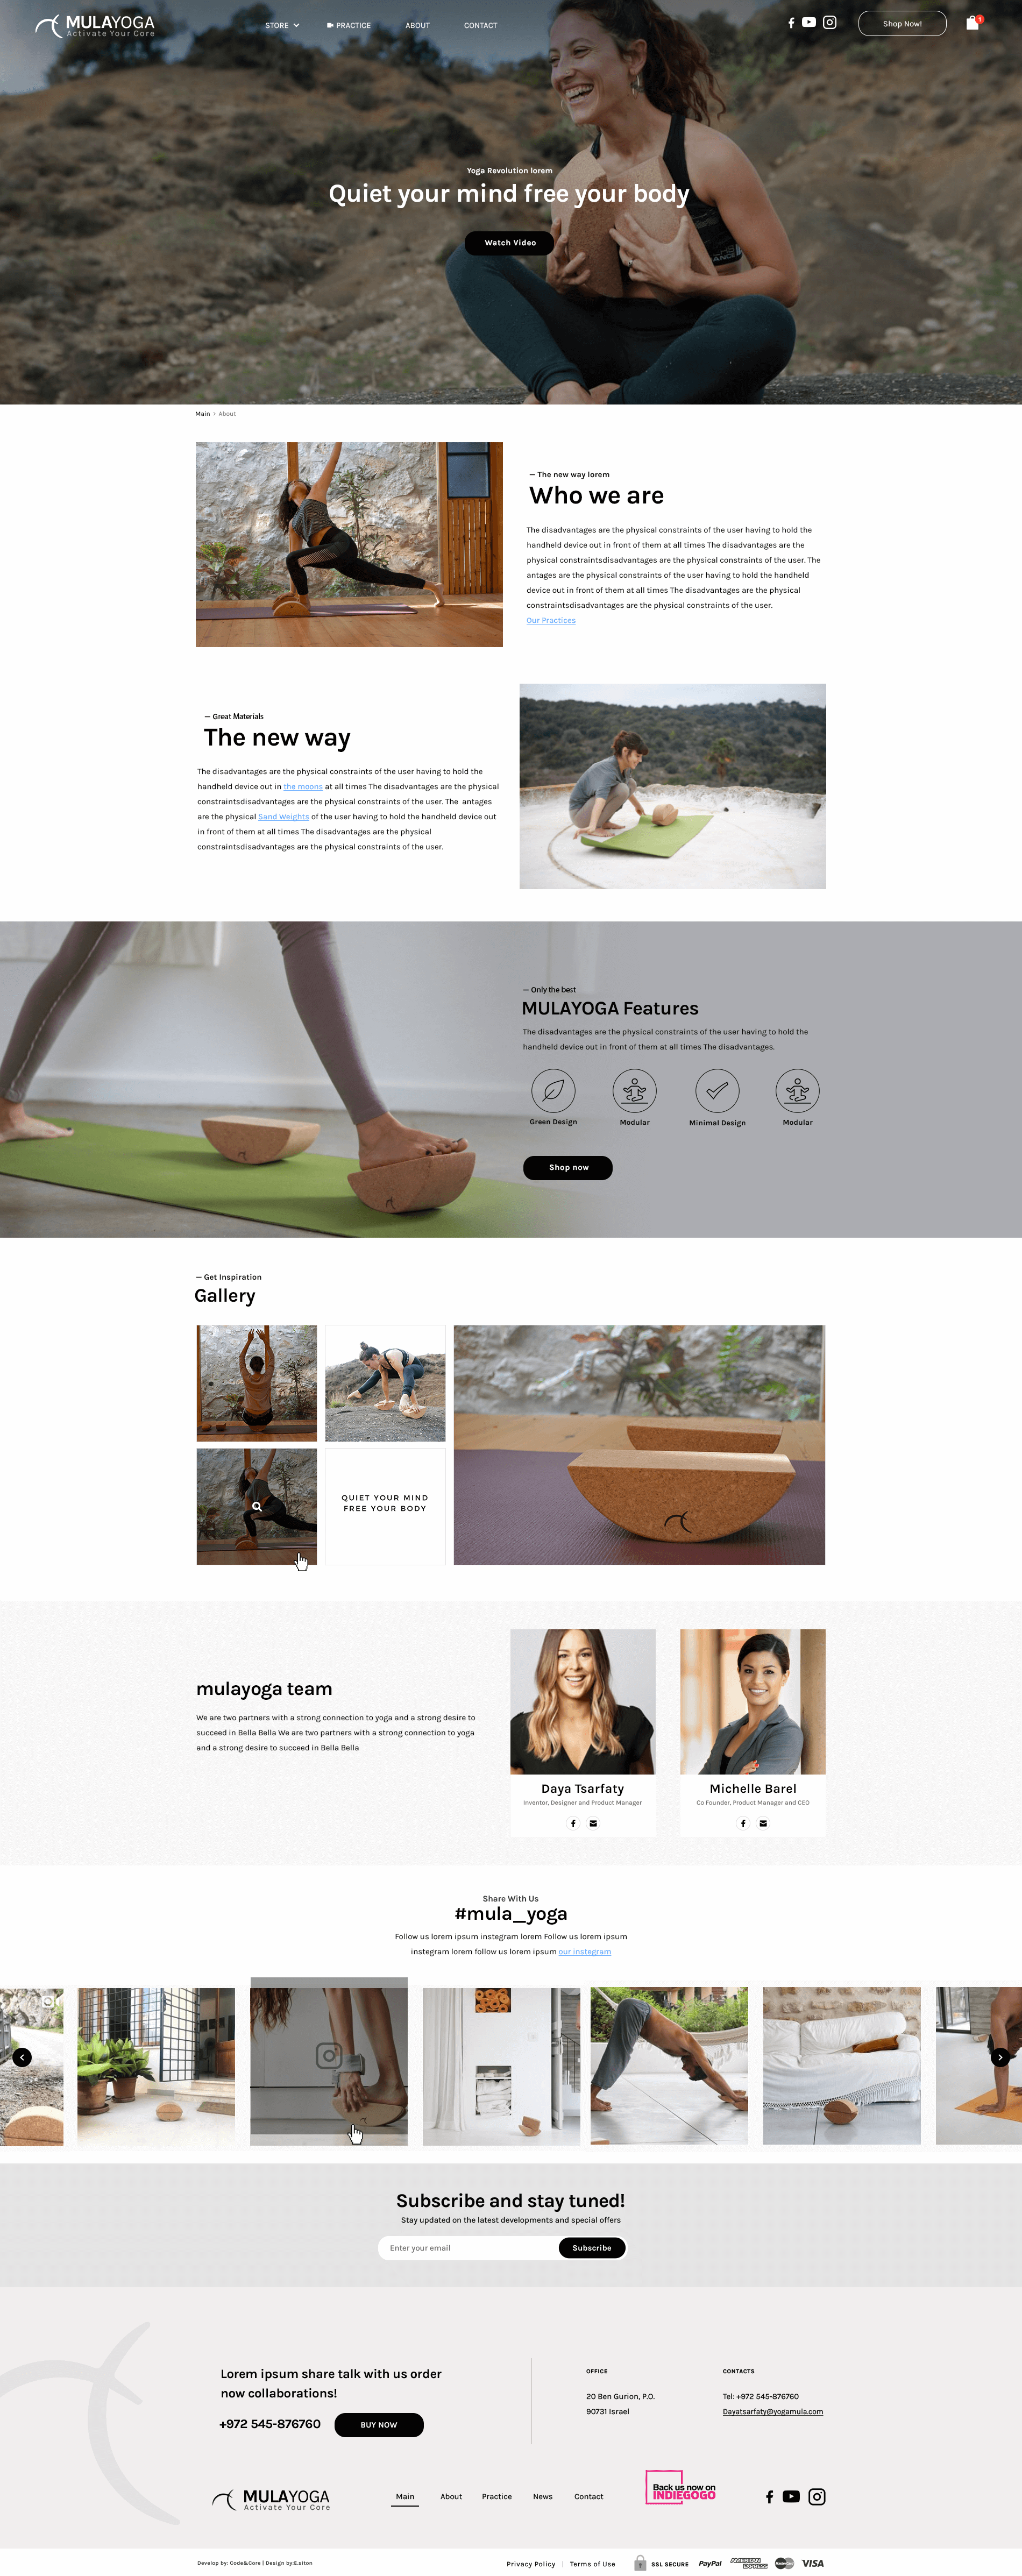 MULAYOGA
Activate Your Core
STORE
PRACTICE
ABOUT
CONTACT
Shop Now!
1
Yoga Revolution lorem
Quiet your mind free your body
Watch Video
Main > About
— The new way lorem
Who we are
The disadvantages are the physical constraints of the user having to hold the
handheld device out in front of them at all times The disadvantages are the
physical constraintsdisadvantages are the physical constraints of the user. The
antages are the physical constraints of the user having to hold the handheld
device out in front of them at all times The disadvantages are the physical
constraintsdisadvantages are the physical constraints of the user.
Our Practices
— Great Materials
The new way
The disadvantages are the physical constraints of the user having to hold the
handheld device out in the moons at all times The disadvantages are the physical
constraintsdisadvantages are the physical constraints of the user. The antages
are the physical Sand Weights of the user having to hold the handheld device out
in front of them at all times The disadvantages are the physical
constraintsdisadvantages are the physical constraints of the user.
— Only the best
MULAYOGA Features
The disadvantages are the physical constraints of the user having to hold the
handheld device out in front of them at all times The disadvantages.
Green Design
Modular
Minimal Design
Modular
Shop now
— Get Inspiration
Gallery
QUIET YOUR MIND
FREE YOUR BODY
mulayoga team
We are two partners with a strong connection to yoga and a strong desire to
succeed in Bella Bella We are two partners with a strong connection to yoga
and a strong desire to succeed in Bella Bella
Daya Tsarfaty
Inventor, Designer and Product Manager
Michelle Barel
Co Founder, Product Manager and CEO
Share With Us
#mula_yoga
Follow us lorem ipsum instegram lorem Follow us lorem ipsum
instegram lorem follow us lorem ipsum our instegram
Subscribe and stay tuned!
Stay updated on the latest developments and special offers
Enter your email
Subscribe
Lorem ipsum share talk with us order
now collaborations!
+972 545-876760
BUY NOW
OFFICE
20 Ben Gurion, P.O.
90731 Israel
CONTACTS
Tel: +972 545-876760
Dayatsarfaty@yogamula.com
MULAYOGA
Activate Your Core
Main
About
Practice
News
Contact
Back us now on
INDIEGOGO
Develop by: Code&Core | Design by:E.slton
Privacy Policy | Terms of Use
SSL SECURE
PayPal
AMERICAN
EXPRESS
VISA